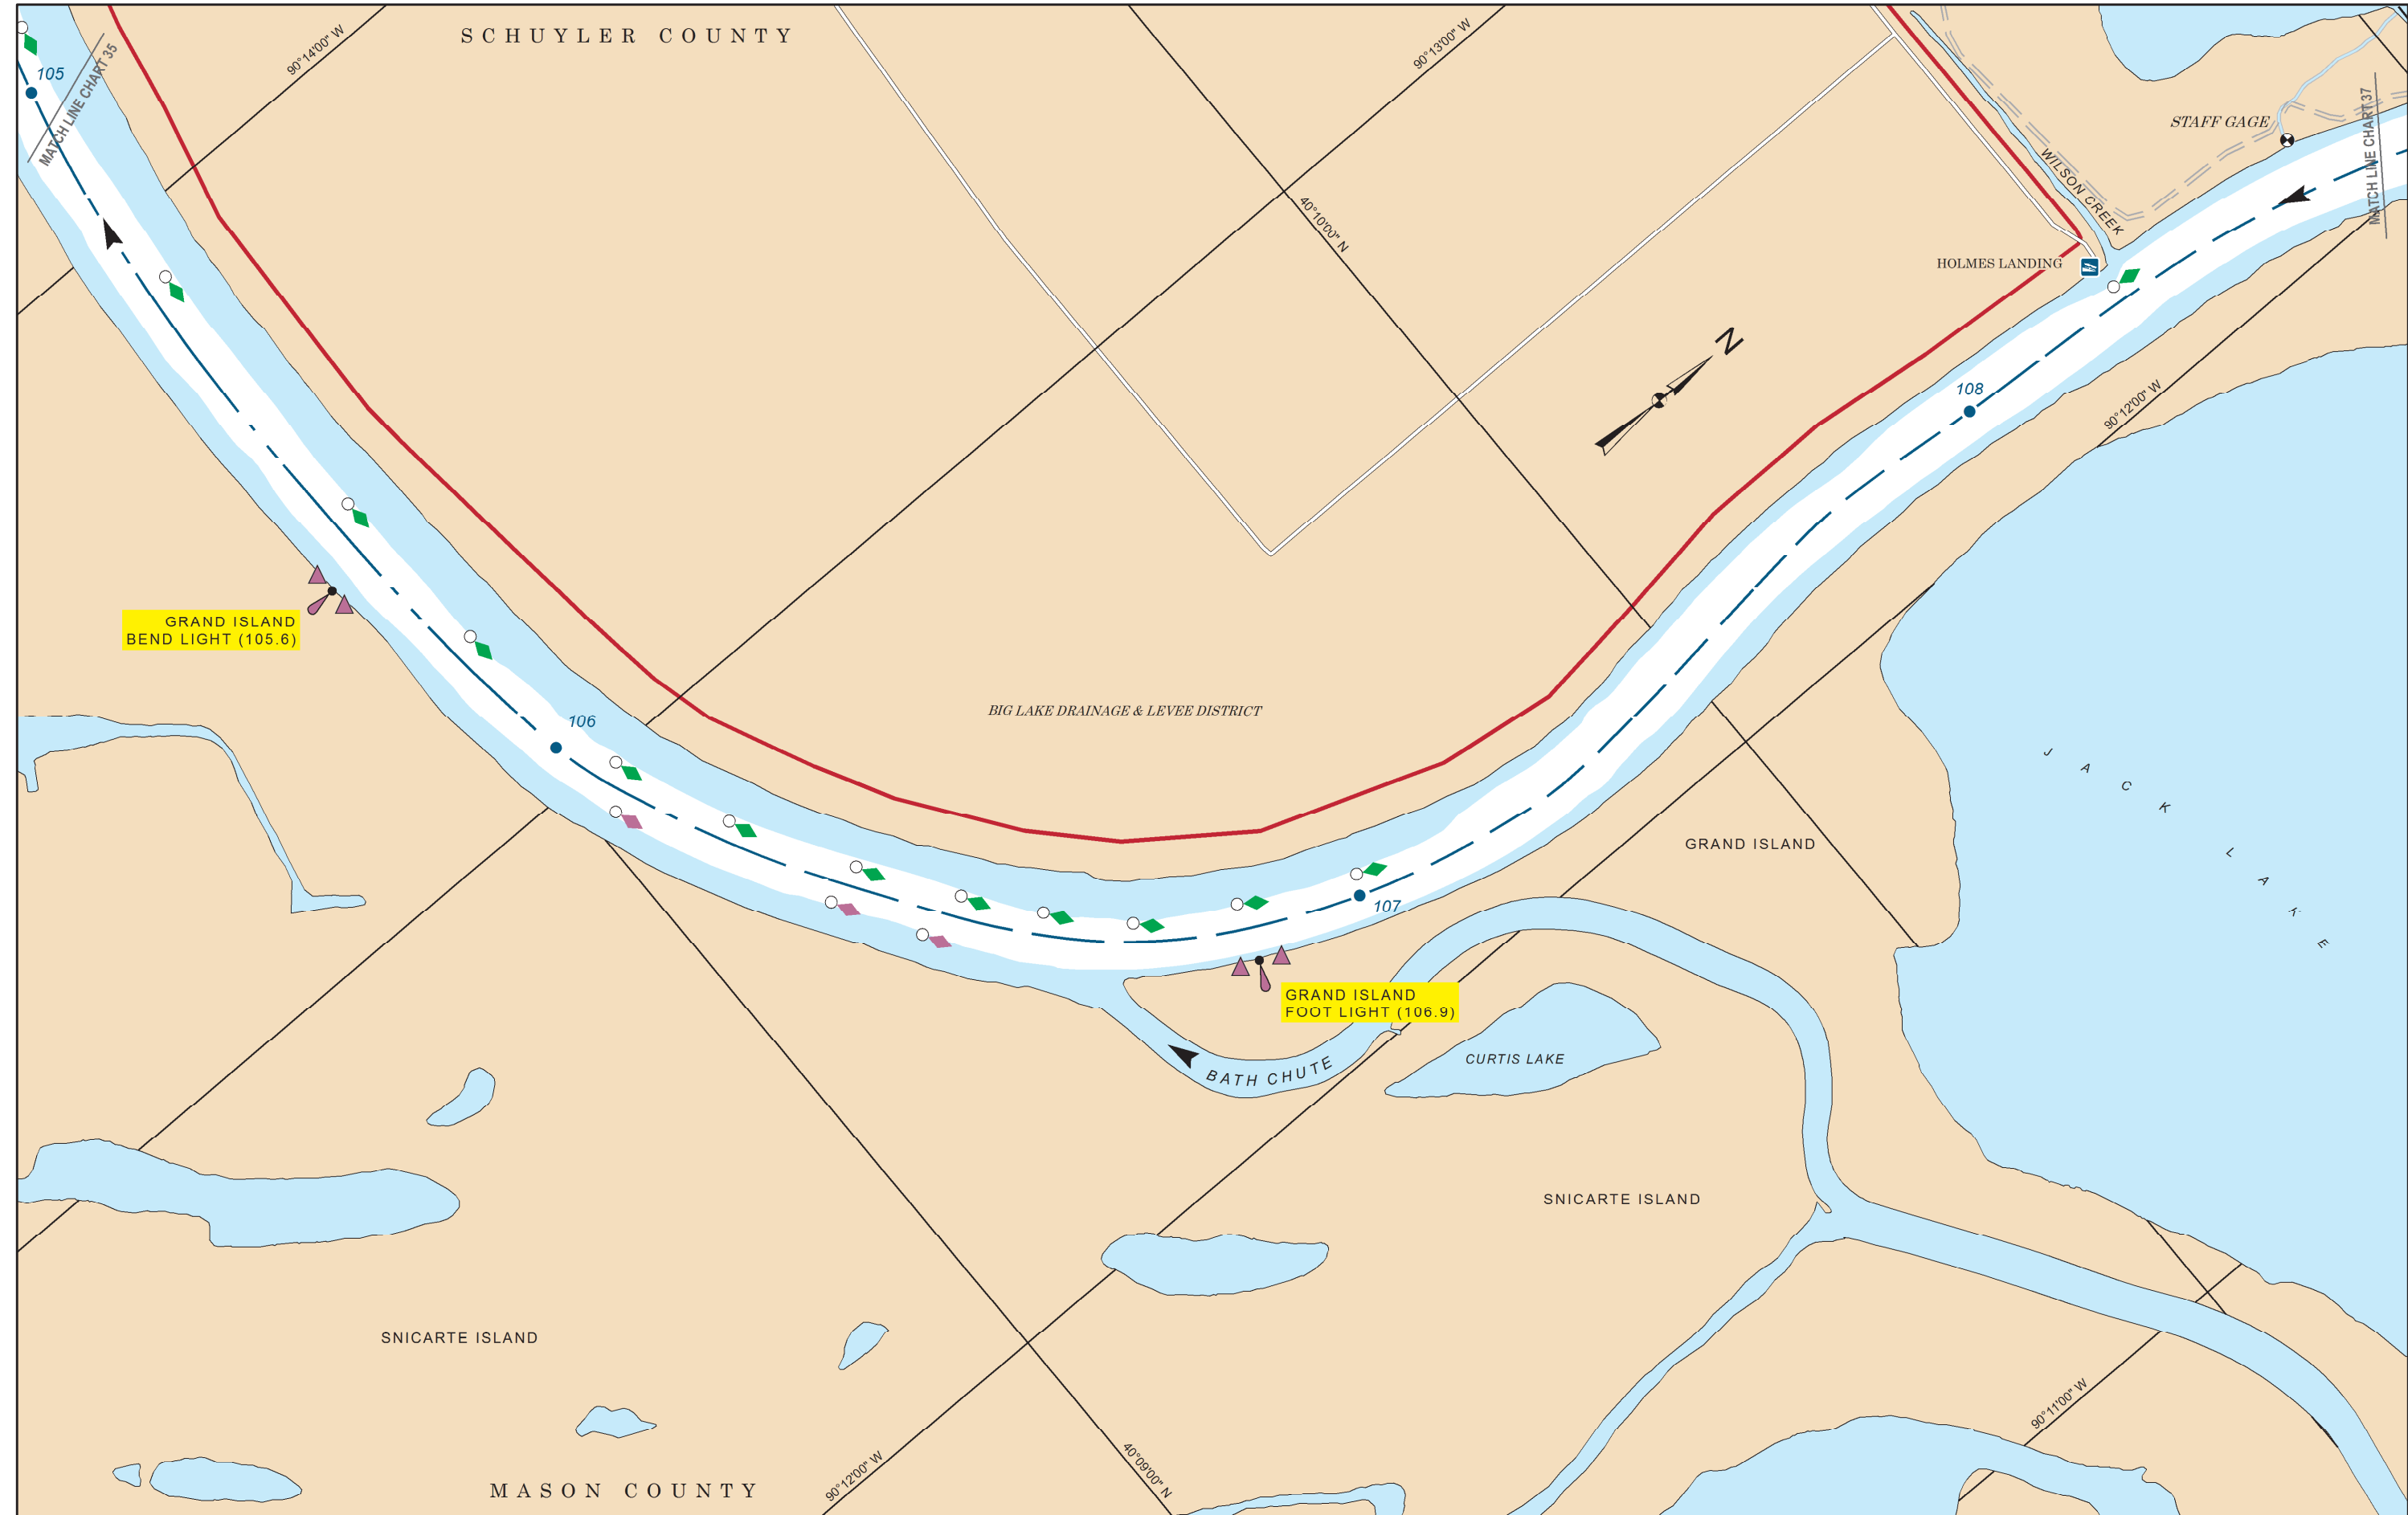 SCHUYLER COUNTY
90°14'00" W
90°13'00" W
105
MATCH LINE CHART 35
STAFF GAGE
MATCH LINE CHART 37
WILSON CREEK
40°10'00" N
HOLMES LANDING
N
108
90°12'00" W
GRAND ISLAND
BEND LIGHT (105.6)
106
BIG LAKE DRAINAGE & LEVEE DISTRICT
JACK LAKE
GRAND ISLAND
107
GRAND ISLAND
FOOT LIGHT (106.9)
CURTIS LAKE
BATH CHUTE
SNICARTE ISLAND
SNICARTE ISLAND
90°11'00" W
40°09'00" N
90°12'00" W
MASON COUNTY